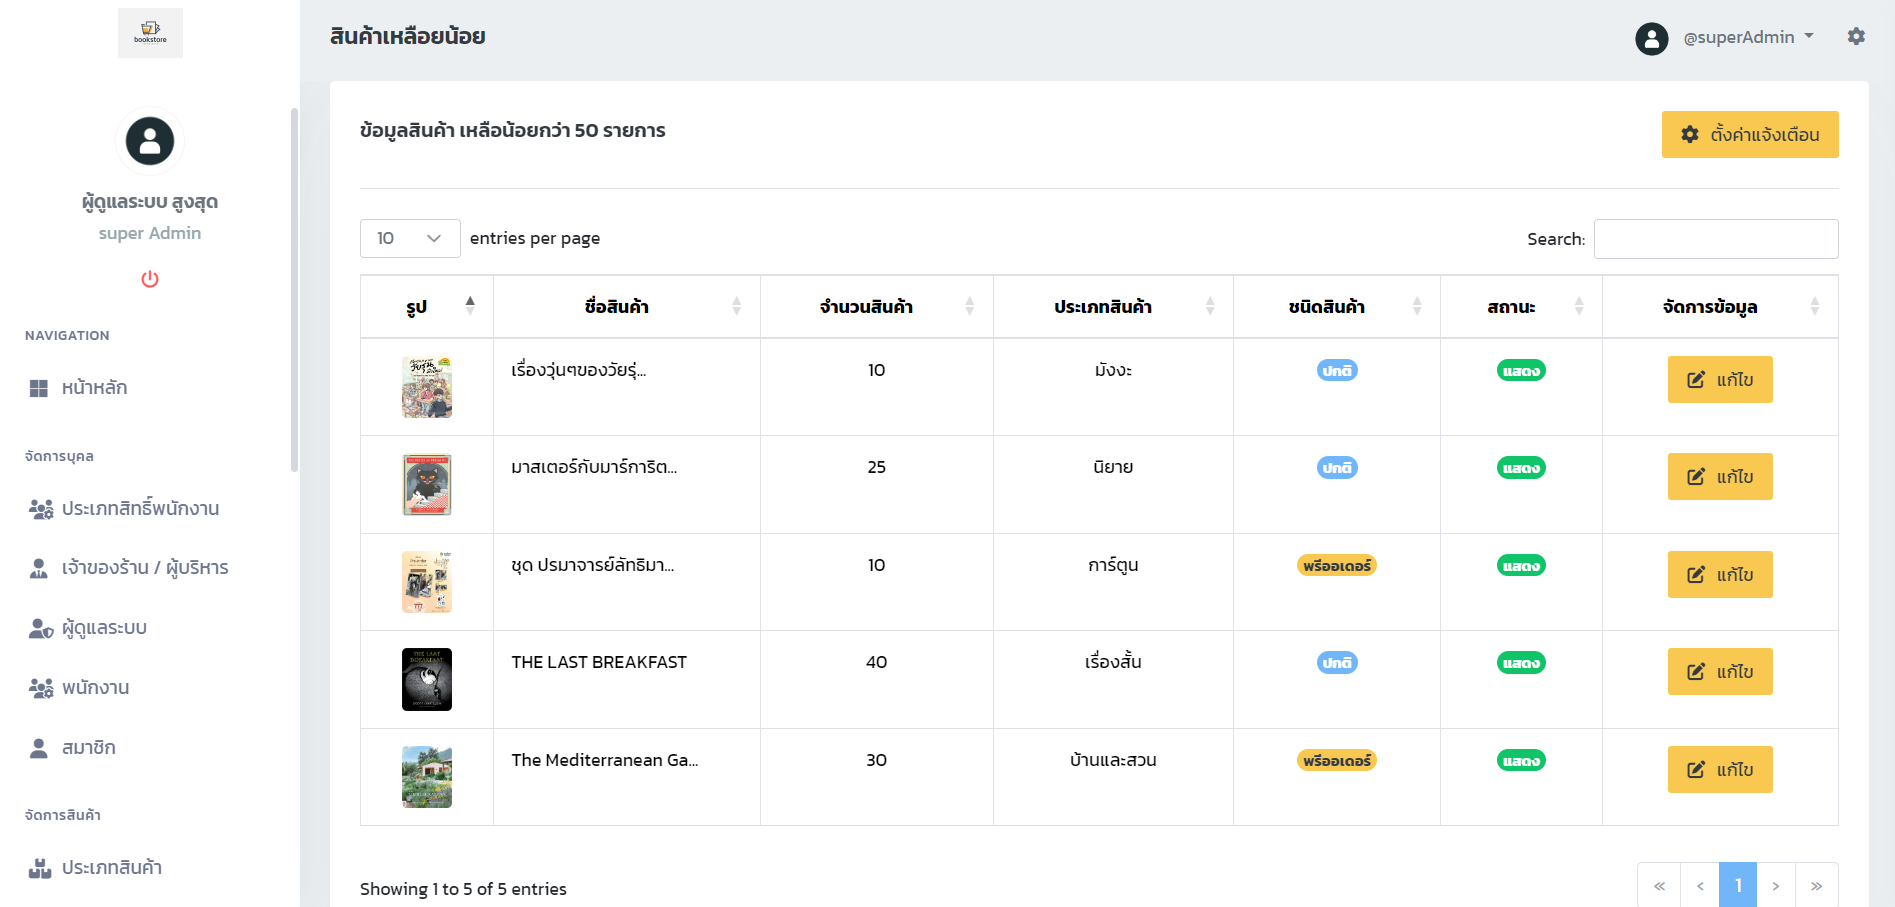 bookstore
ผู้ดูแลระบบ สูงสุด
super Admin
NAVIGATION
หน้าหลัก
จัดการบุคล
ประเภทสิทธิ์พนักงาน
เจ้าของร้าน / ผู้บริหาร
ผู้ดูแลระบบ
พนักงาน
สมาชิก
จัดการสินค้า
ประเภทสินค้า
สินค้าเหลือยน้อย
@superAdmin
ข้อมูลสินค้า เหลือน้อยกว่า 50 รายการ
ตั้งค่าแจ้งเตือน
10 entries per page
Search:
รูป ชื่อสินค้า จำนวนสินค้า ประเภทสินค้า ชนิดสินค้า สถานะ จัดการข้อมูล
เรื่องวุ่นๆของวัยรุ่... 10 มังงะ ปกติ แสดง แก้ไข
มาสเตอร์กับมาร์การิต... 25 นิยาย ปกติ แสดง แก้ไข
ชุด ปรมาจารย์ลัทธิมา... 10 การ์ตูน พรีออเดอร์ แสดง แก้ไข
THE LAST BREAKFAST 40 เรื่องสั้น ปกติ แสดง แก้ไข
The Mediterranean Ga... 30 บ้านและสวน พรีออเดอร์ แสดง แก้ไข
Showing 1 to 5 of 5 entries
« ‹ 1 › »